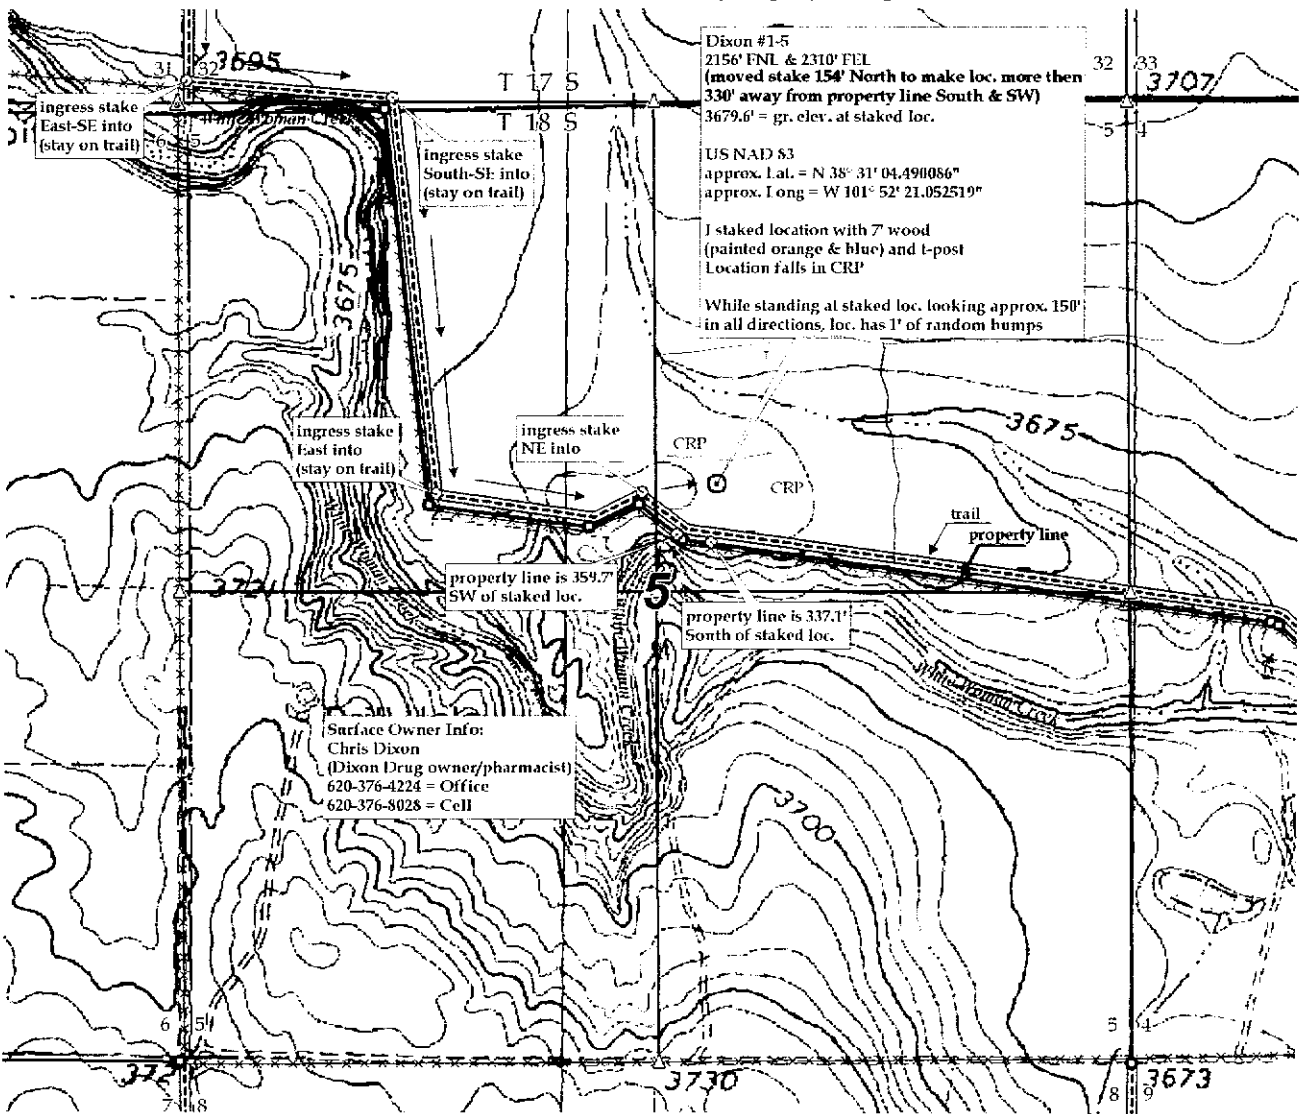 Dixon #1-5
2156' FNL & 2310' FEL
(moved stake 154' North to make loc. more then
330' away from property line South & SW)
3679.6' = gr. elev. at staked loc.
US NAD 83
approx. Lat. = N 38° 31' 04.490086"
approx. Long = W 101° 52' 21.052519"
I staked location with 7' wood
(painted orange & blue) and t-post
Location falls in CRP
While standing at staked loc. looking approx. 150'
in all directions, loc. has 1' of random bumps
31 32
3695
T 17 S
T 18 S
32 33
3707
5 4
6 5
ingress stake
East-SE into
(stay on trail)
Woman Creek
ingress stake
South-SE into
(stay on trail)
3675
ingress stake
East into
(stay on trail)
ingress stake
NE into
CRP
CRP
3675
trail
property line
property line is 359.7'
SW of staked loc.
5
property line is 337.1'
South of staked loc.
White Woman Creek
Surface Owner Info:
Chris Dixon
(Dixon Drug owner/pharmacist)
620-376-4224 = Office
620-376-8028 = Cell
3700
6 5
5 4
3730
3673
7 8
8 9